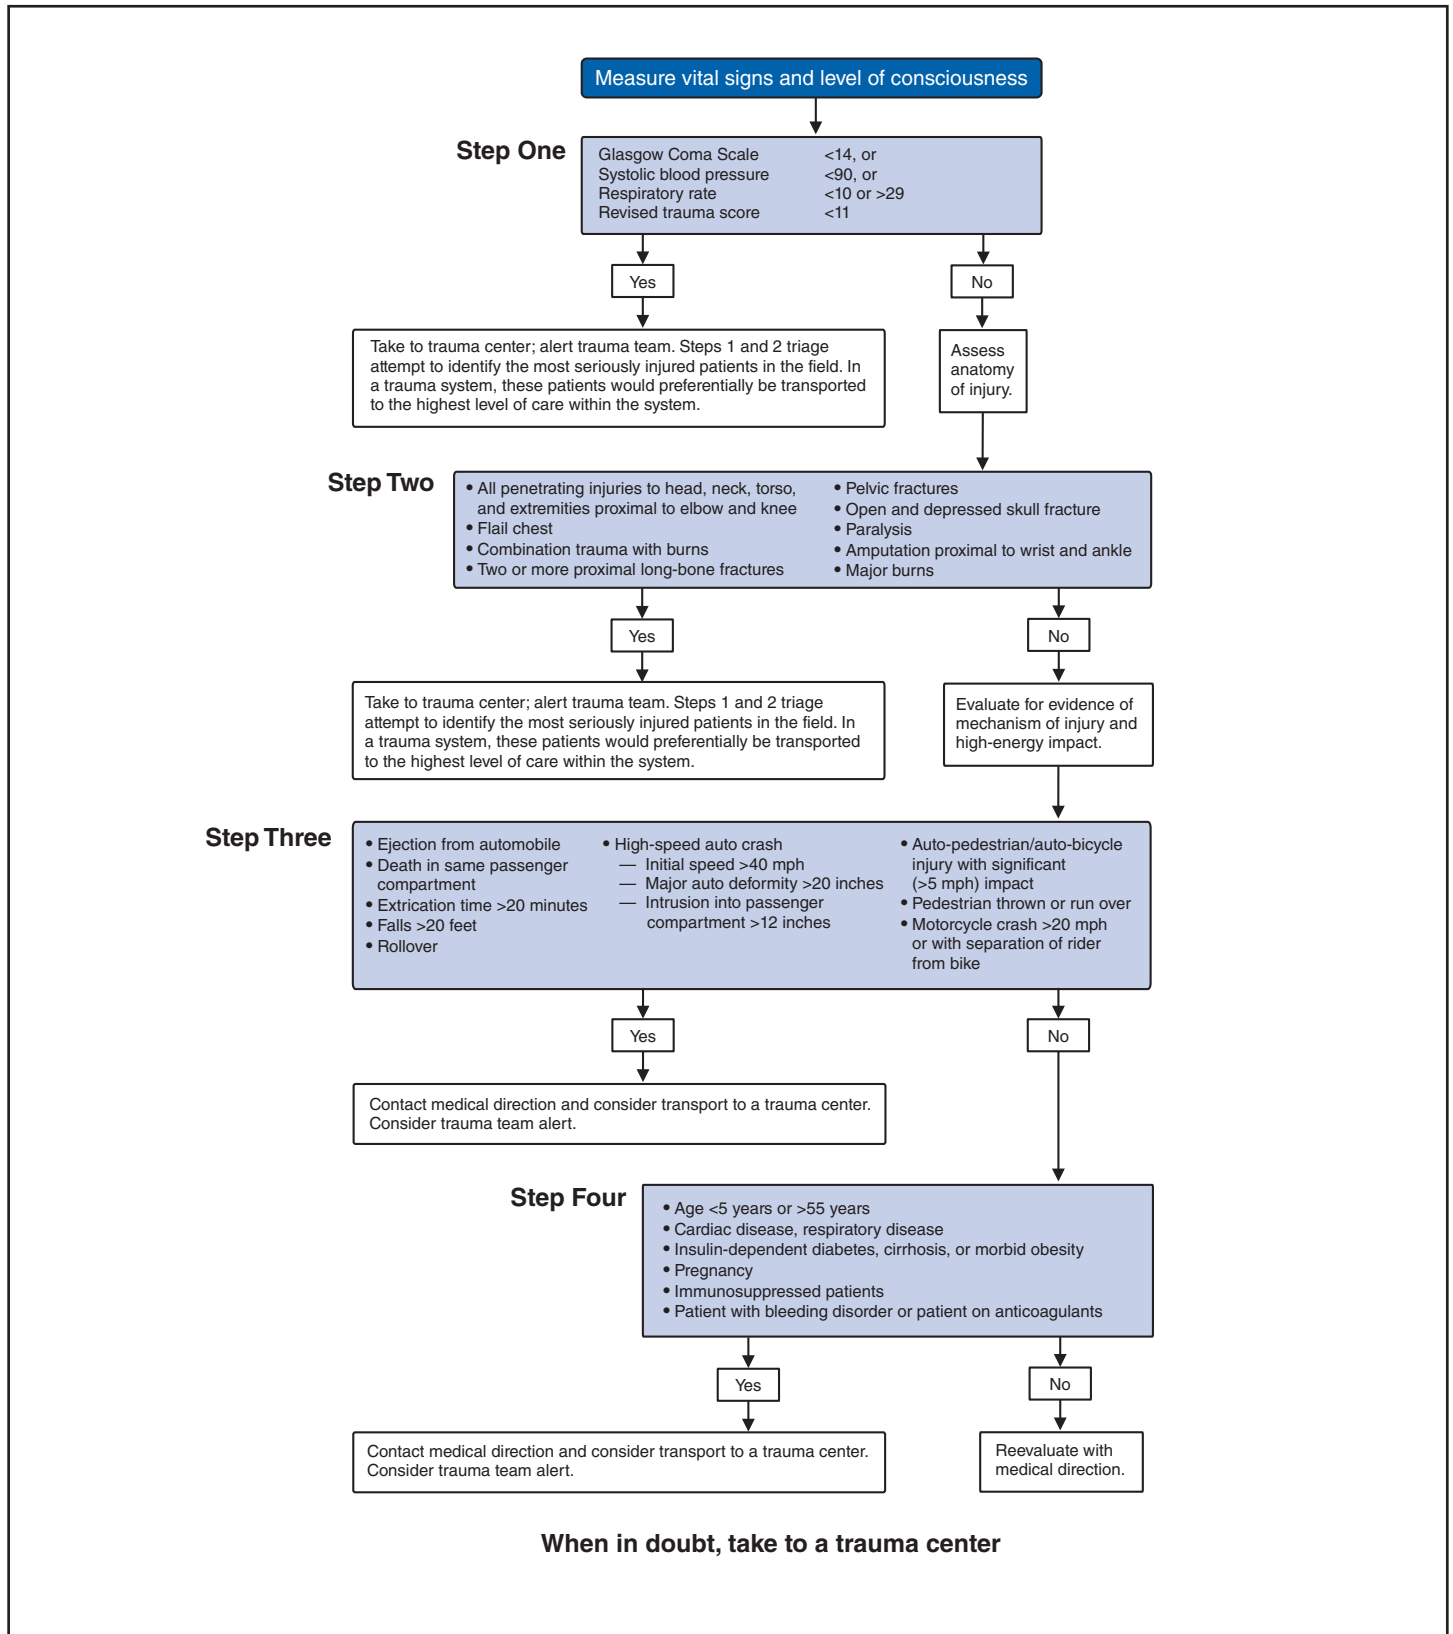 Measure vital signs and level of consciousness
Step One
Glasgow Coma Scale <14, or
Systolic blood pressure <90, or
Respiratory rate <10 or >29
Revised trauma score <11
Yes
No
Take to trauma center; alert trauma team. Steps 1 and 2 triage
attempt to identify the most seriously injured patients in the field. In
a trauma system, these patients would preferentially be transported
to the highest level of care within the system.
Assess
anatomy
of injury.
Step Two
• All penetrating injuries to head, neck, torso,
and extremities proximal to elbow and knee
• Flail chest
• Combination trauma with burns
• Two or more proximal long-bone fractures
• Pelvic fractures
• Open and depressed skull fracture
• Paralysis
• Amputation proximal to wrist and ankle
• Major burns
Yes
No
Take to trauma center; alert trauma team. Steps 1 and 2 triage
attempt to identify the most seriously injured patients in the field. In
a trauma system, these patients would preferentially be transported
to the highest level of care within the system.
Evaluate for evidence of
mechanism of injury and
high-energy impact.
Step Three
• Ejection from automobile
• Death in same passenger
compartment
• Extrication time >20 minutes
• Falls >20 feet
• Rollover
• High-speed auto crash
— Initial speed >40 mph
— Major auto deformity >20 inches
— Intrusion into passenger
compartment >12 inches
• Auto-pedestrian/auto-bicycle
injury with significant
(>5 mph) impact
• Pedestrian thrown or run over
• Motorcycle crash >20 mph
or with separation of rider
from bike
Yes
No
Contact medical direction and consider transport to a trauma center.
Consider trauma team alert.
Step Four
• Age <5 years or >55 years
• Cardiac disease, respiratory disease
• Insulin-dependent diabetes, cirrhosis, or morbid obesity
• Pregnancy
• Immunosuppressed patients
• Patient with bleeding disorder or patient on anticoagulants
Yes
No
Contact medical direction and consider transport to a trauma center.
Consider trauma team alert.
Reevaluate with
medical direction.
When in doubt, take to a trauma center